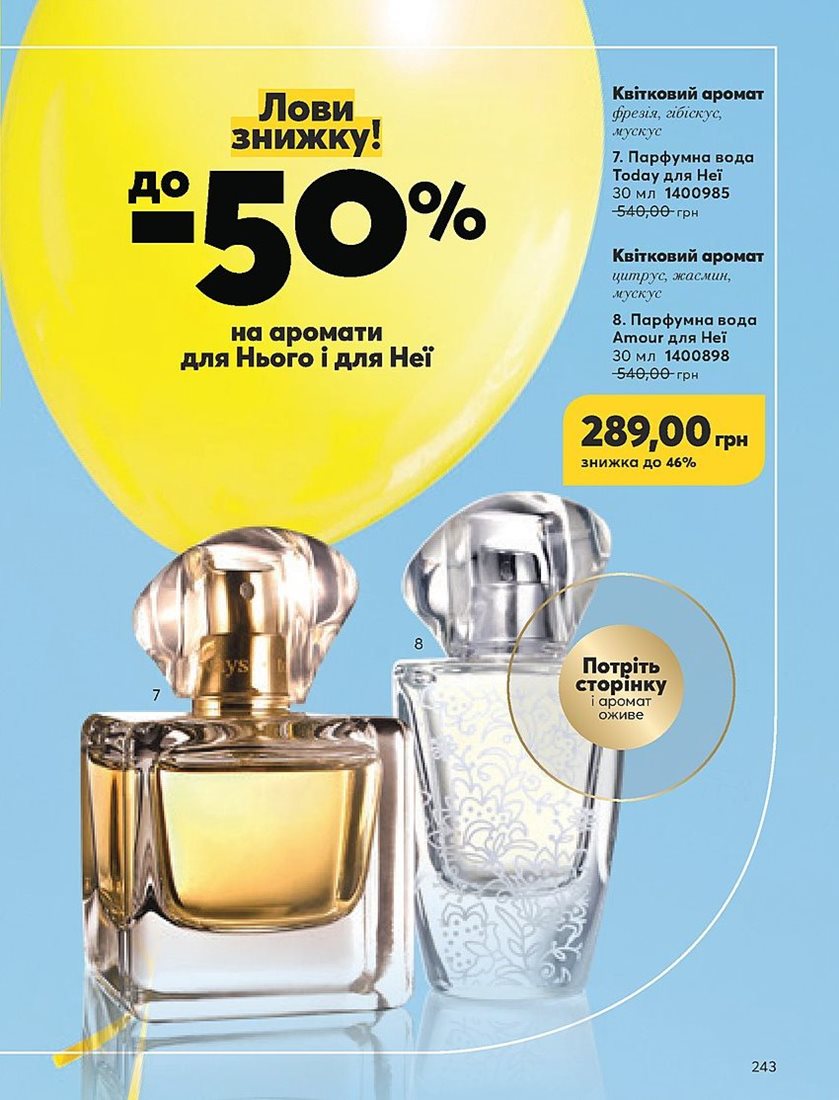 Лови
знижку!
до
-50%
на аромати
для Нього і для Неї
Квітковий аромат
фрезія, гібіскус,
мускус
7. Парфумна вода
Today для Неї
30 мл 1400985
540,00 грн
Квітковий аромат
цитрус, жасмин,
мускус
8. Парфумна вода
Amour для Неї
30 мл 1400898
540,00 грн
289,00 грн
знижка до 46%
8
7
Потріть
сторінку
і аромат
оживе
243